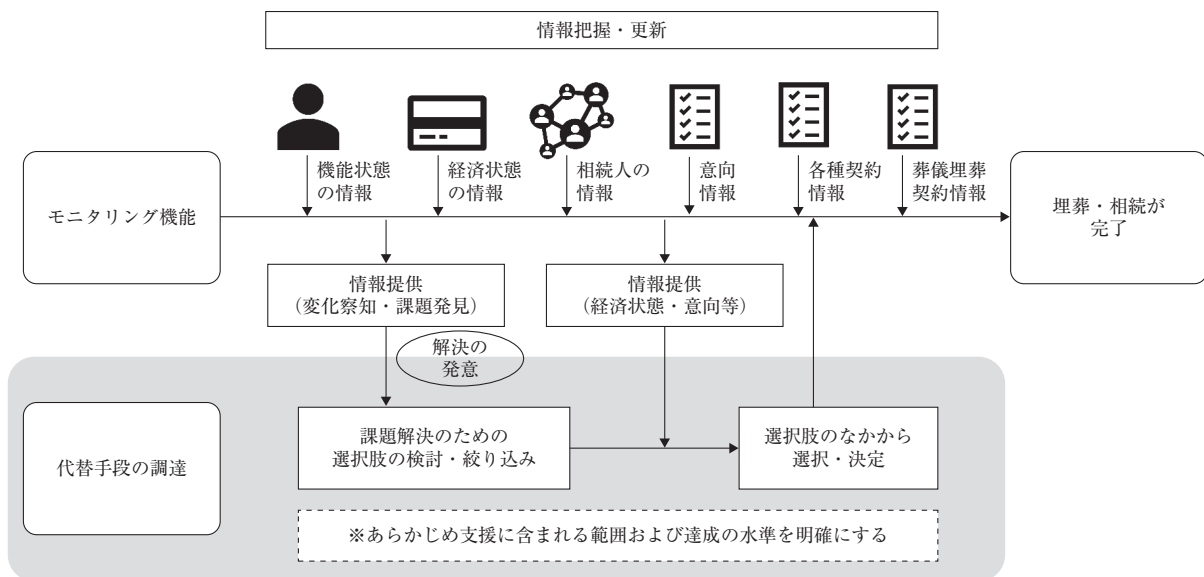 情報把握・更新
機能状態
の情報
経済状態
の情報
相続人の
情報
意向
情報
各種契約
情報
葬儀埋葬
契約情報
モニタリング機能
埋葬・相続が
完了
情報提供
（変化察知・課題発見）
情報提供
（経済状態・意向等）
解決の
発意
代替手段の調達
課題解決のための
選択肢の検討・絞り込み
選択肢のなかから
選択・決定
※あらかじめ支援に含まれる範囲および達成の水準を明確にする